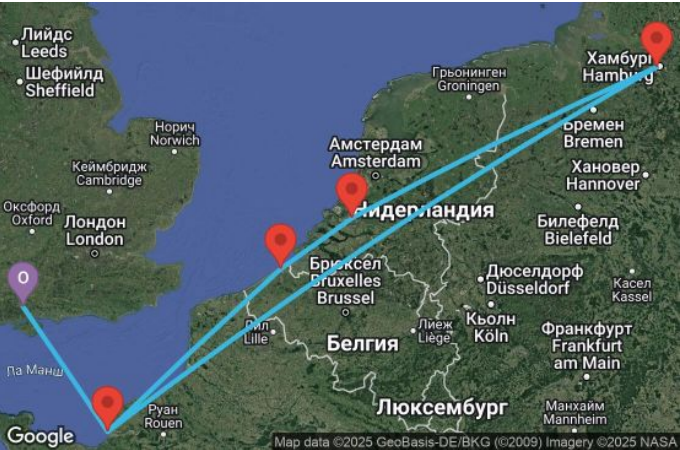 Лийдс
Leeds
Шефийлд
Sheffield
Норич
Norwich
Кеймбридж
Cambridge
Оксфорд
Oxford
Лондон
London
O
Ла Манш
Руан
Rouen
Лил
Lille
Грьонинген
Groningen
Хамбург
Hamburg
Бремен
Bremen
Амстердам
Amsterdam
Хановер
Hannover
Нидерландия
Билефелд
Bielefeld
Брюксел
Bruxelles
Brussel
Дюселдорф
Düsseldorf
Касел
Kassel
Кьолн
Köln
Лиеж
Liège
Белгия
Франкфурт
Frankfurt
am Main
Люксембург
Манхайм
Mannheim
Google
Map data ©2025 GeoBasis-DE/BKG (©2009) Imagery ©2025 NASA